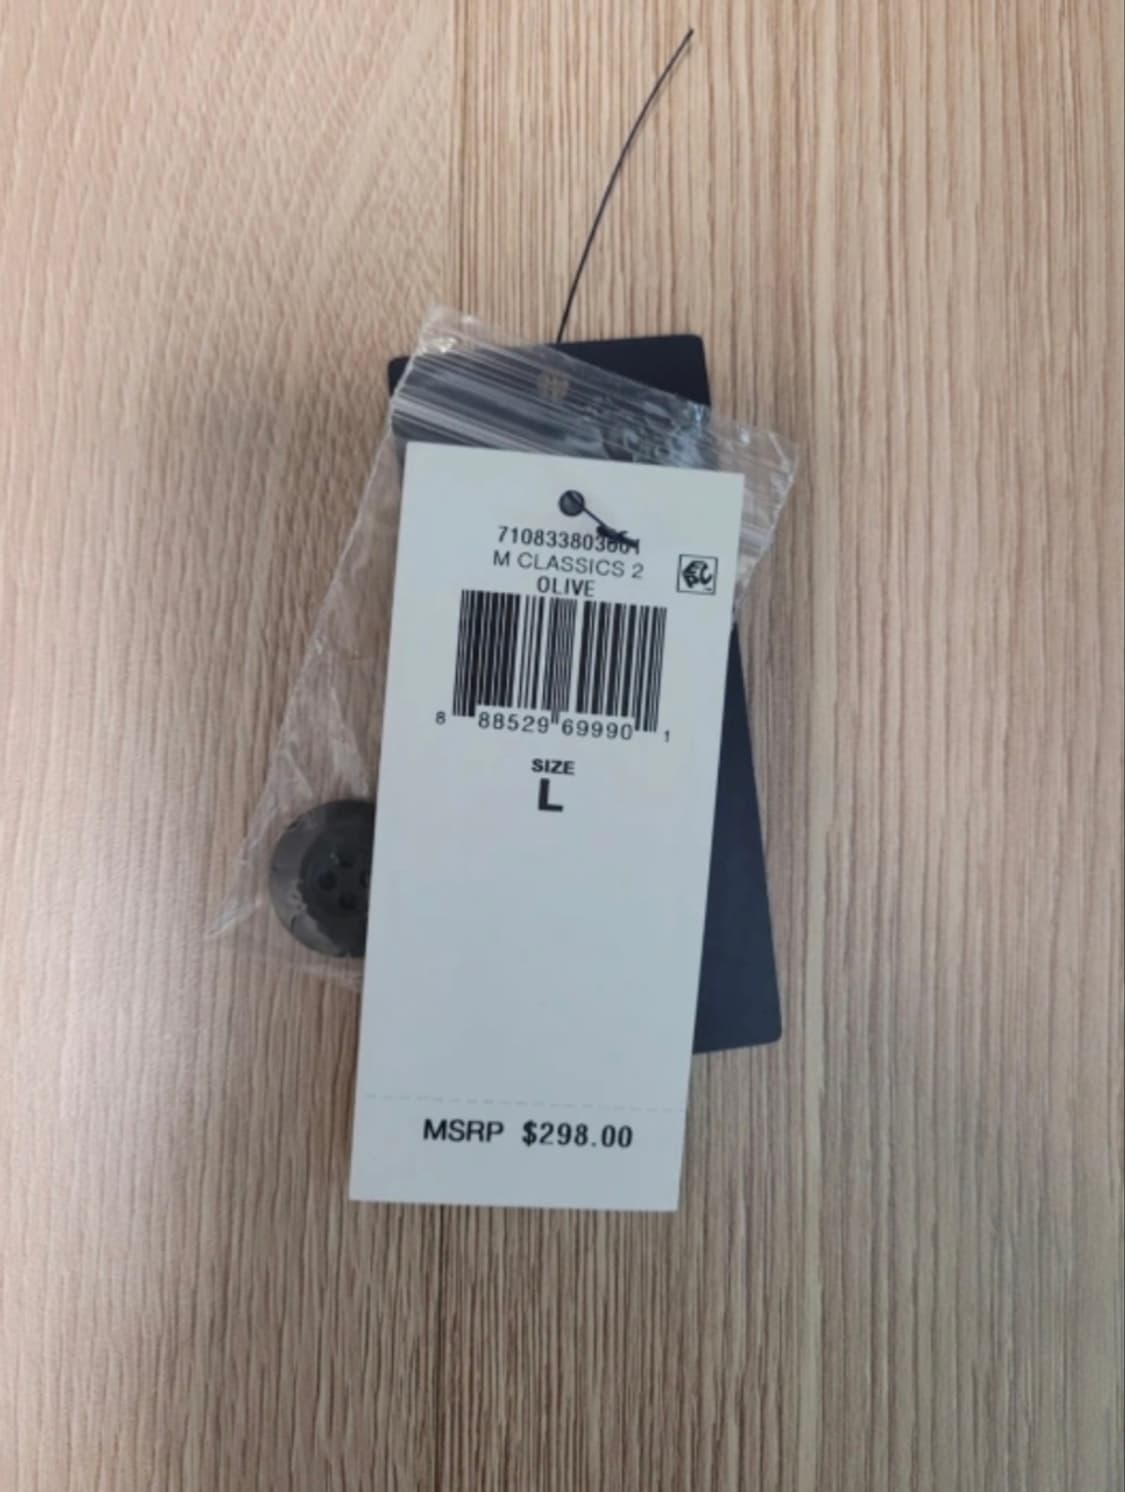 M CLASSICS 2
OLIVE
8 88529 69990 1
SIZE
L
MSRP $298.00